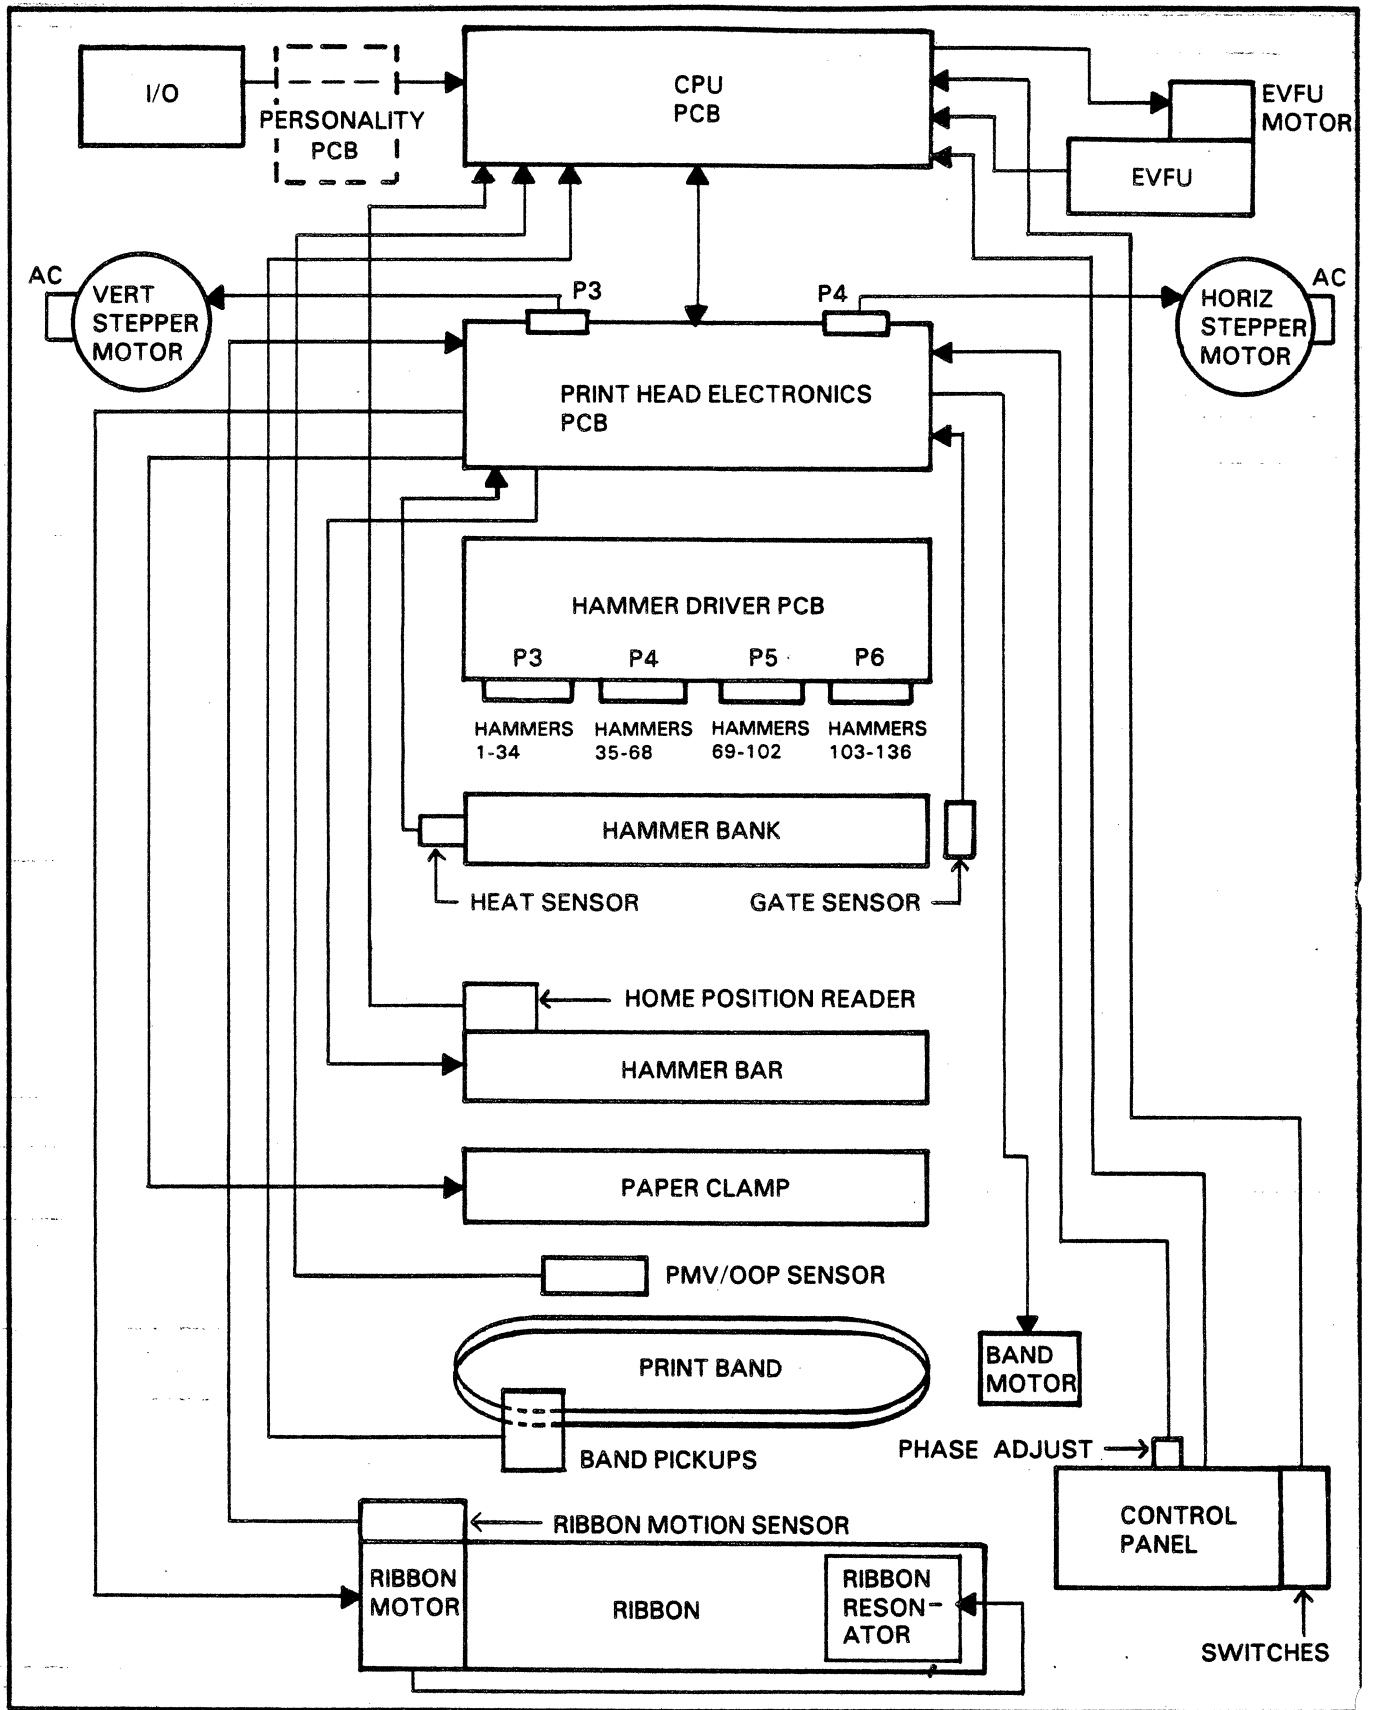 I/O
PERSONALITY
PCB
CPU
PCB
EVFU
MOTOR
EVFU
AC
VERT
STEPPER
MOTOR
P3
P4
HORIZ
STEPPER
MOTOR
AC
PRINT HEAD ELECTRONICS
PCB
HAMMER DRIVER PCB
P3 P4 P5 P6
HAMMERS
1-34
HAMMERS
35-68
HAMMERS
69-102
HAMMERS
103-136
HAMMER BANK
HEAT SENSOR
GATE SENSOR
HOME POSITION READER
HAMMER BAR
PAPER CLAMP
PMV/OOP SENSOR
PRINT BAND
BAND
MOTOR
BAND PICKUPS
PHASE ADJUST
CONTROL
PANEL
RIBBON MOTION SENSOR
RIBBON
MOTOR
RIBBON
RIBBON
RESON-
ATOR
SWITCHES